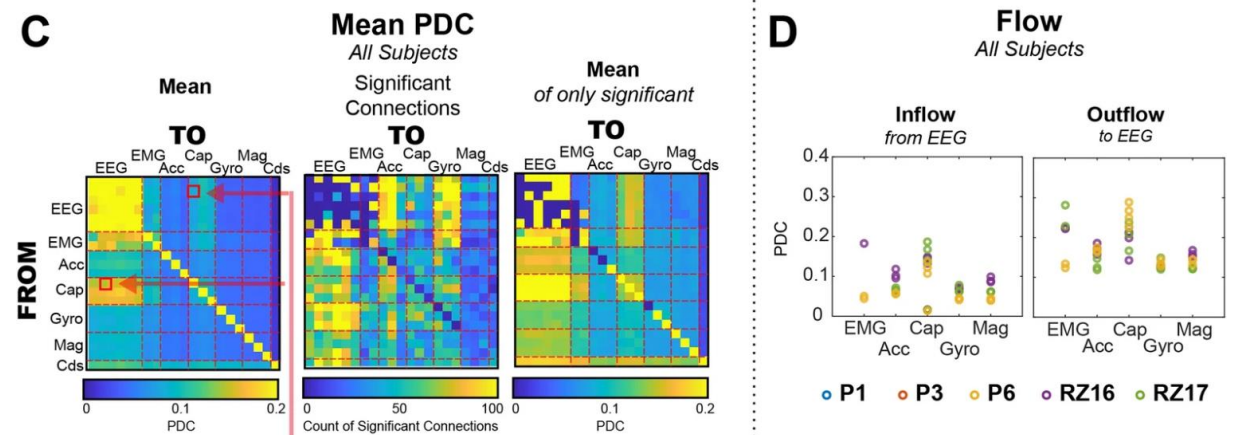 C
Mean PDC
All Subjects
Mean
Significant
Connections
Mean
of only significant
TO
TO
TO
EEG EMG Acc Cap Gyro Mag Cds
EEG EMG Acc Cap Gyro Mag Cds
EEG EMG Acc Cap Gyro Mag Cds
FROM
EEG
EMG
Acc
Cap
Gyro
Mag
Cds
0 0.1 0.2
PDC
0 50 100
Count of Significant Connections
0 0.1 0.2
PDC
D
Flow
All Subjects
Inflow
from EEG
Outflow
to EEG
PDC
0.4
0.3
0.2
0.1
0
EMG Acc Cap Gyro Mag
EMG Acc Cap Gyro Mag
P1 P3 P6 RZ16 RZ17